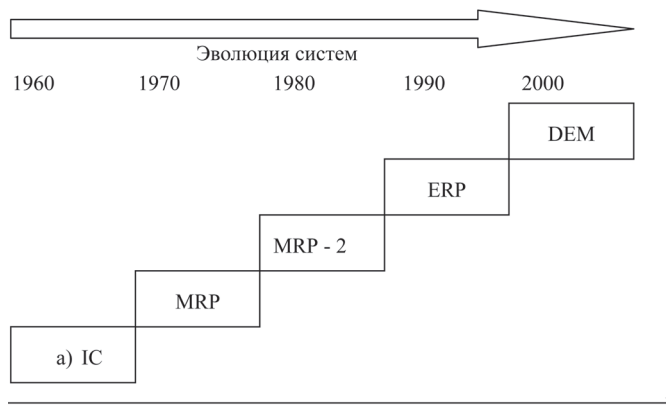 Эволюция систем
1960 1970 1980 1990 2000
DEM
ERP
MRP - 2
MRP
а) IC